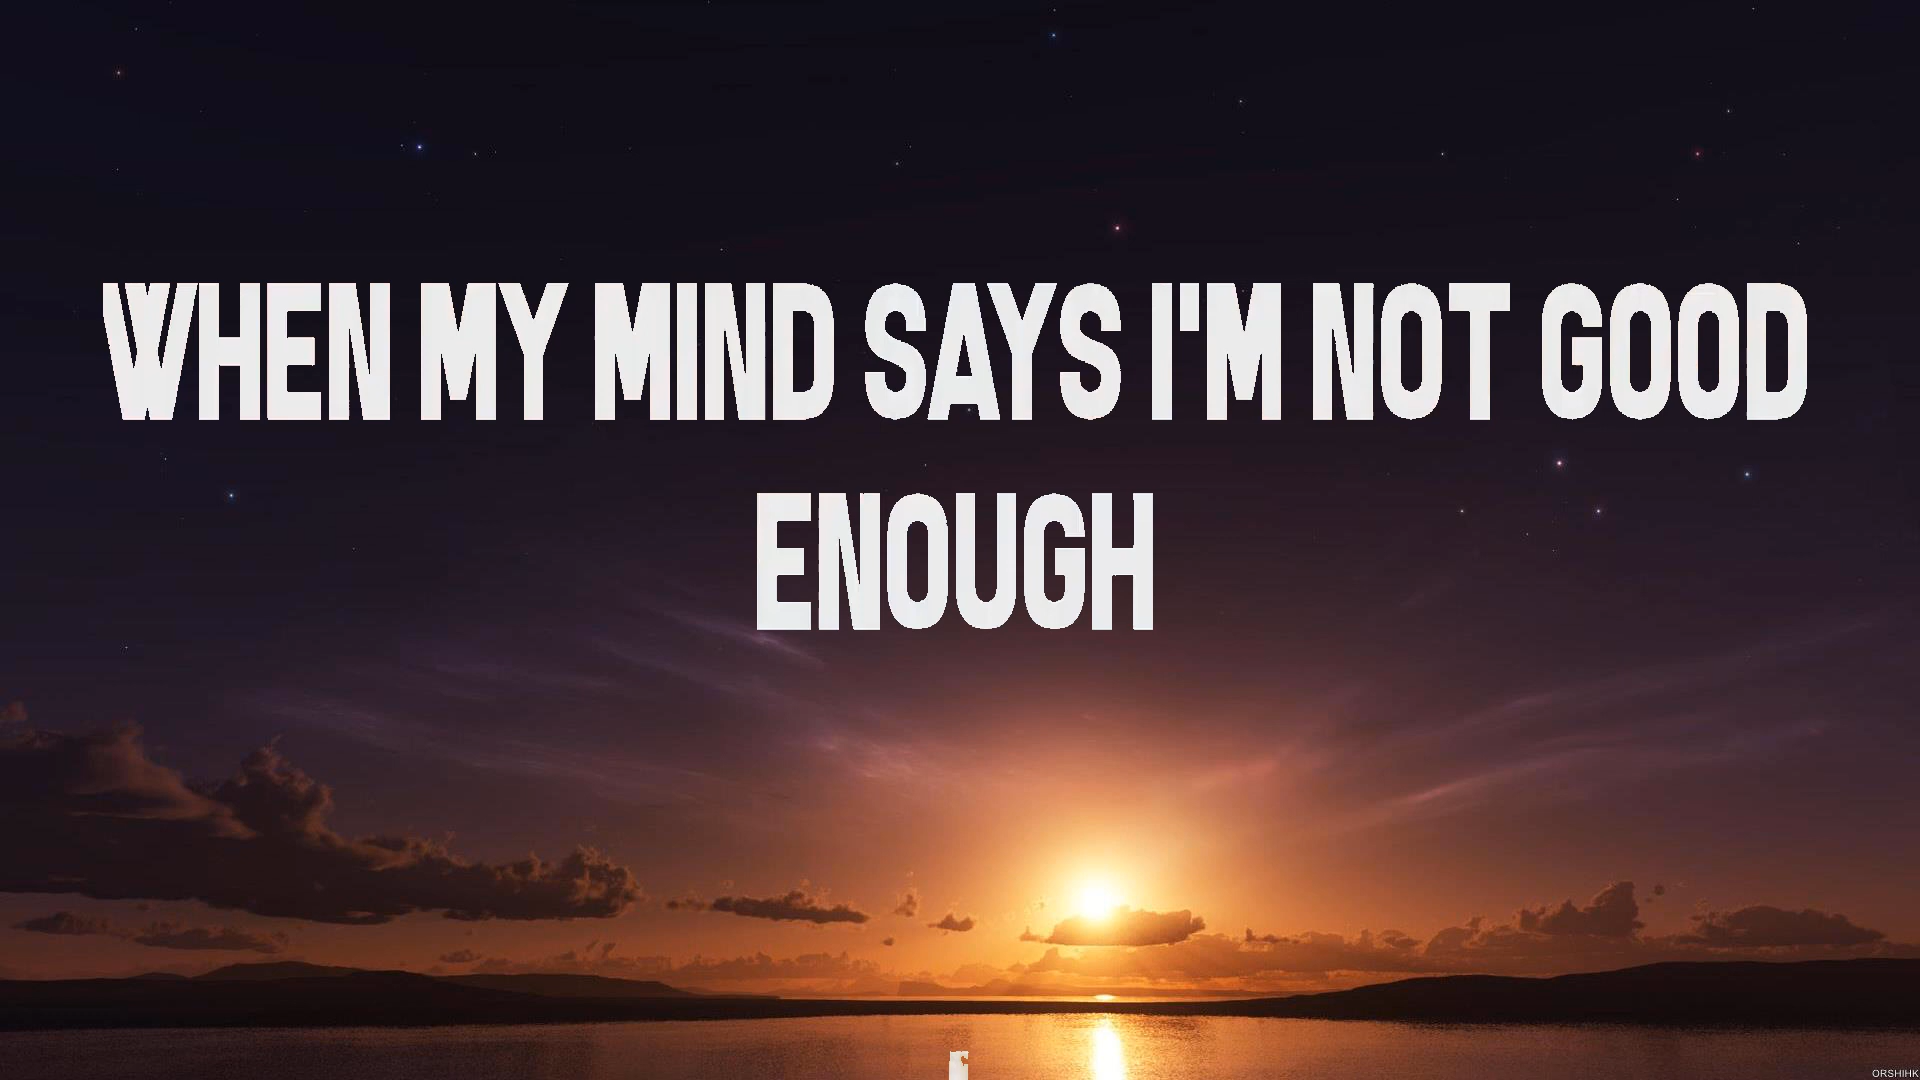 WHEN MY MIND SAYS I'M NOT GOOD
ENOUGH
ORSHIHK